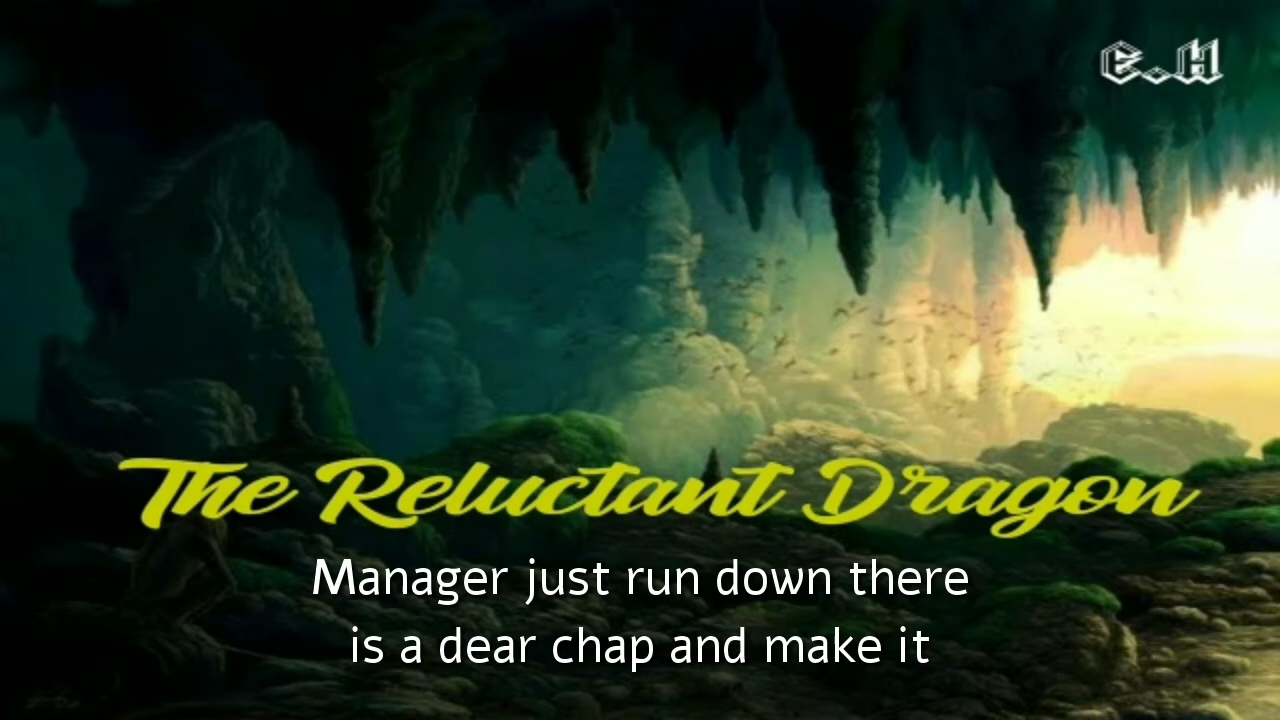 C.H
The Reluctant Dragon
Manager just run down there
is a dear chap and make it